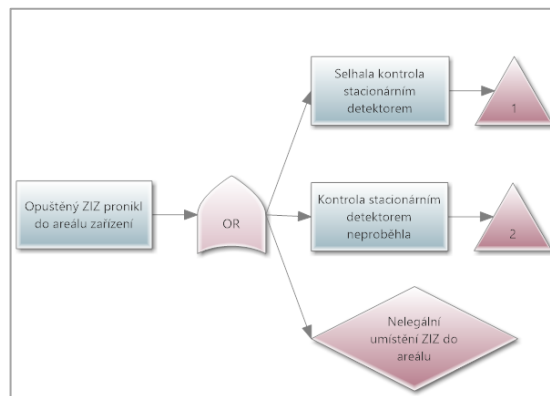 Opuštěný ZIZ pronikl
do areálu zařízení
OR
Selhala kontrola
stacionárním
detektorem
1
Kontrola stacionárním
detektorem
neproběhla
2
Nelegální
umístění ZIZ do
areálu